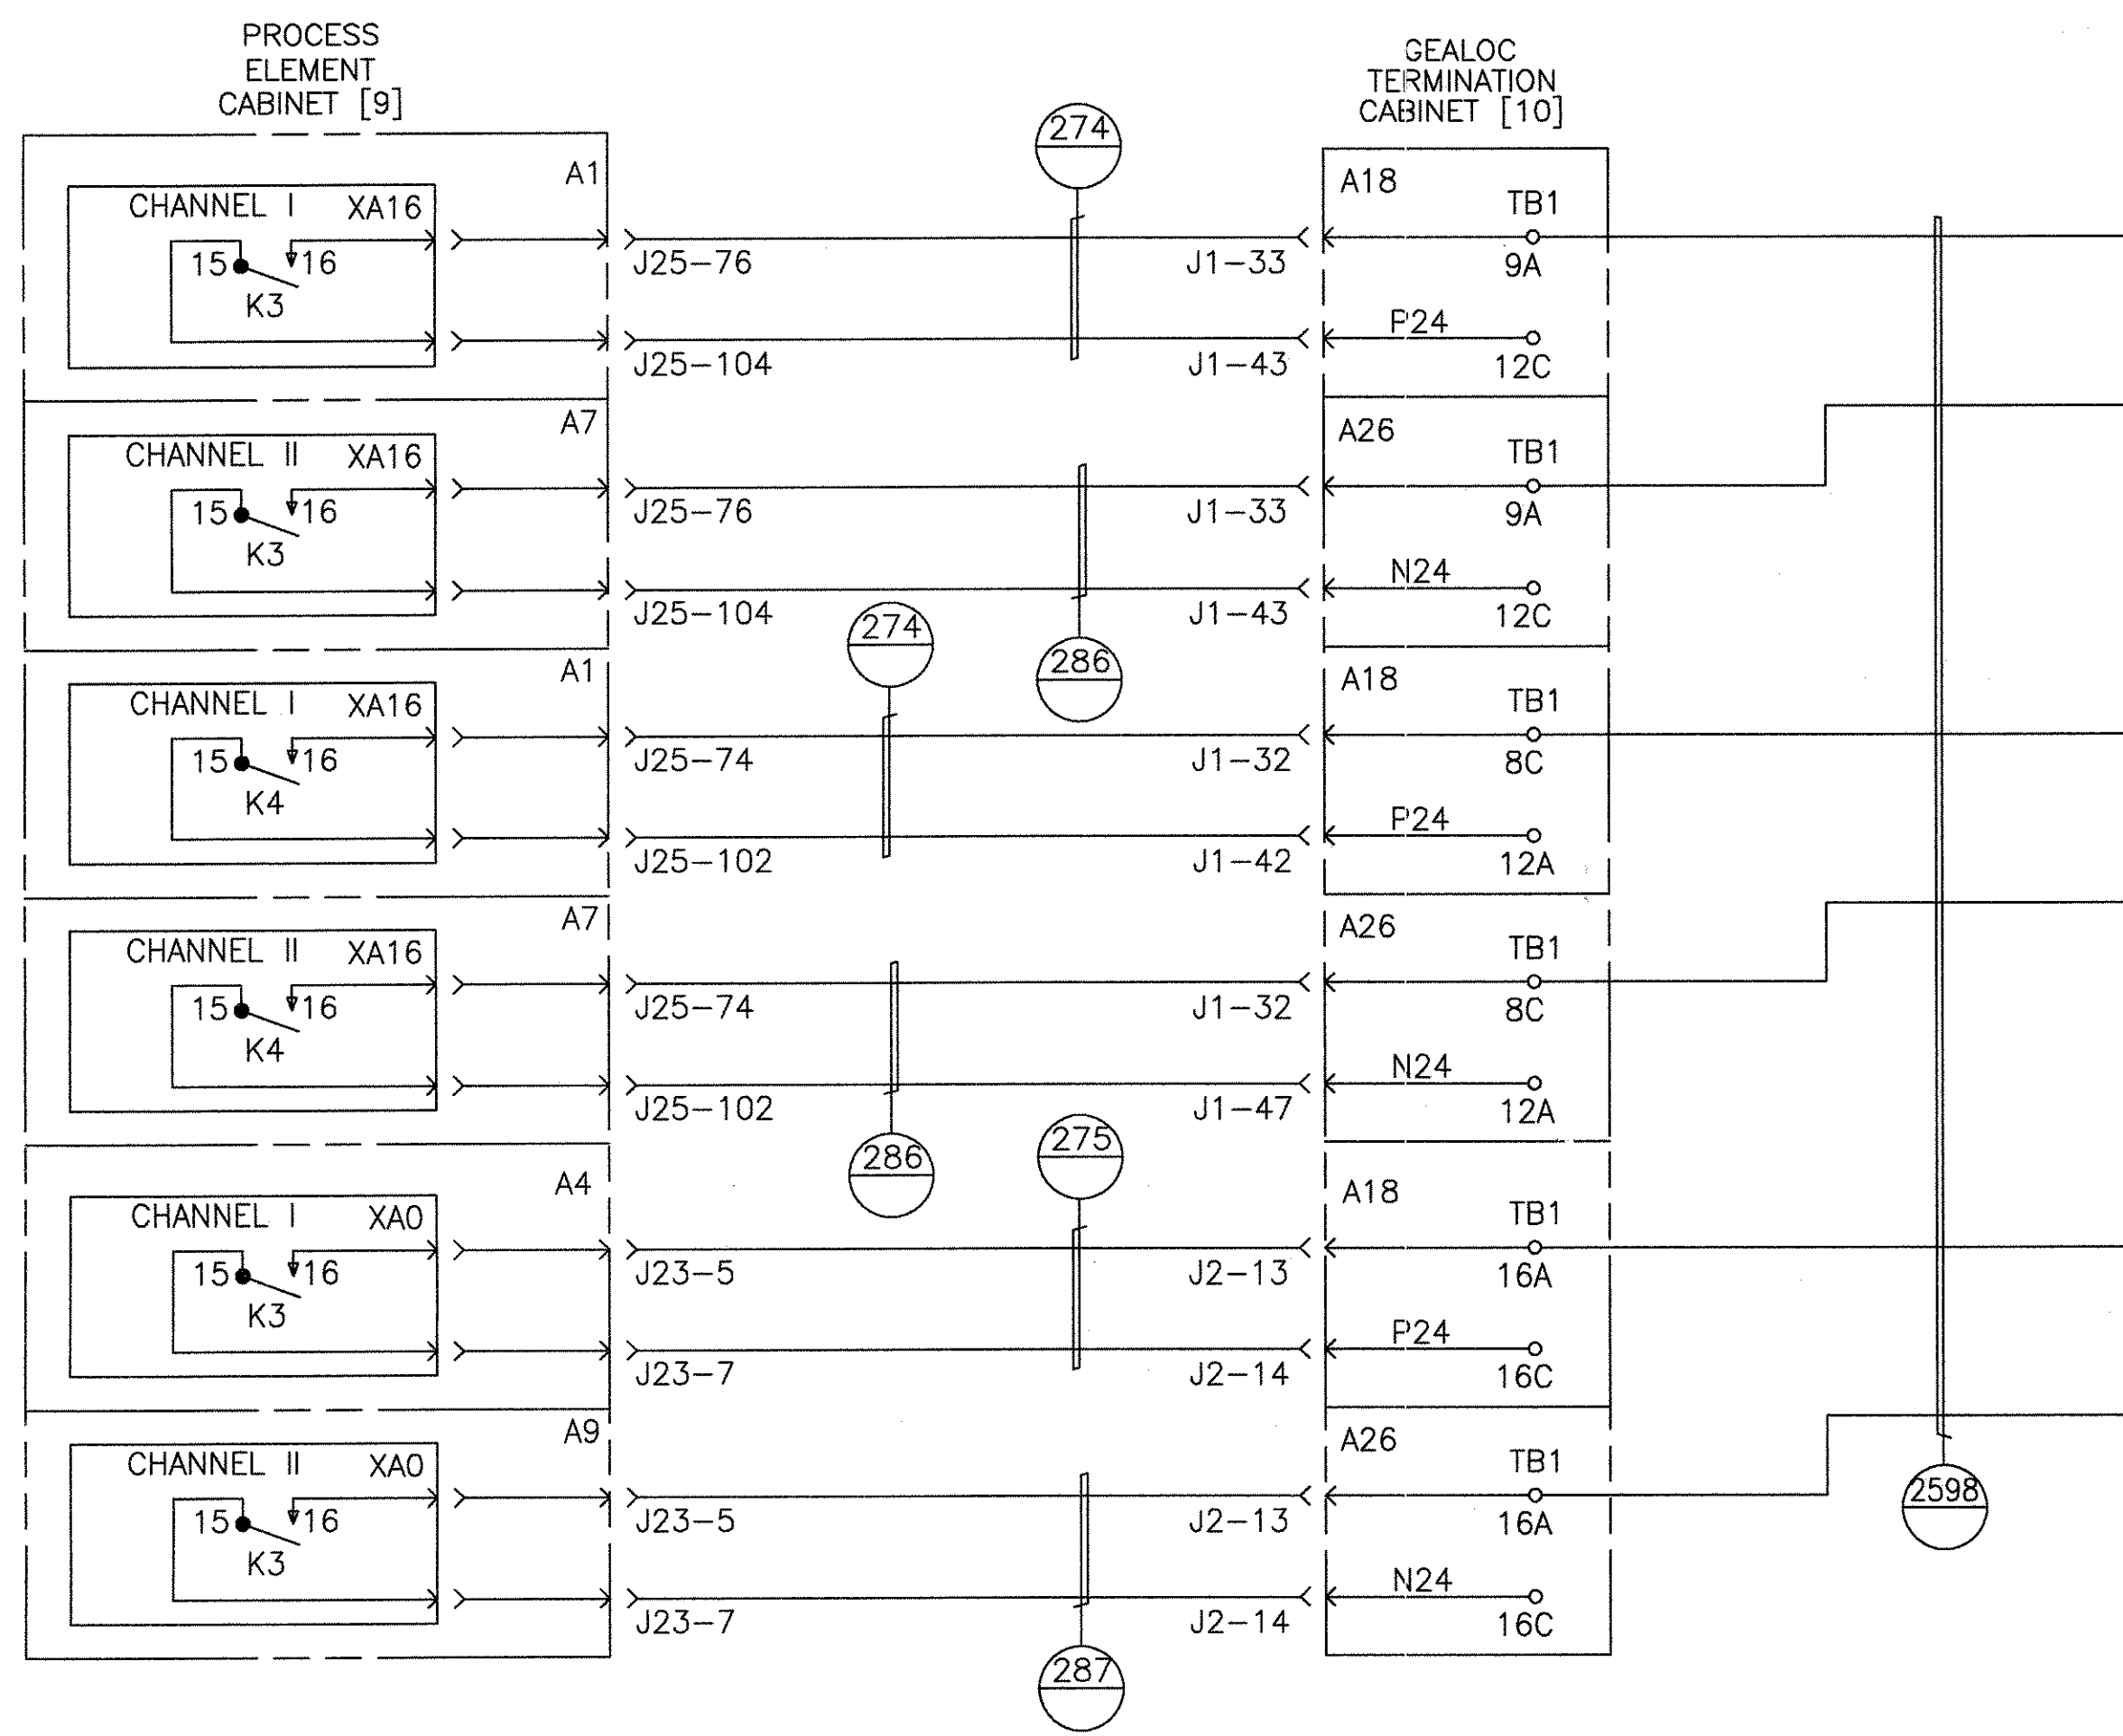 PROCESS
ELEMENT
CABINET [9]
GEALOC
TERMINATION
CABINET [10]
274
A1
A18
TB1
CHANNEL I XA16
15 16
K3
J25-76
J1-33
9A
P24
J25-104
J1-43
12C
A7
A26
TB1
CHANNEL II XA16
15 16
K3
J25-76
J1-33
9A
N24
J25-104
J1-43
12C
274
286
A1
A18
TB1
CHANNEL I XA16
15 16
K4
J25-74
J1-32
8C
P24
J25-102
J1-42
12A
A7
A26
TB1
CHANNEL II XA16
15 16
K4
J25-74
J1-32
8C
N24
J25-102
J1-47
12A
286
275
A4
A18
TB1
CHANNEL I XA0
15 16
K3
J23-5
J2-13
16A
P24
J23-7
J2-14
16C
A9
A26
TB1
CHANNEL II XA0
15 16
K3
J23-5
J2-13
16A
2598
N24
J23-7
J2-14
16C
287